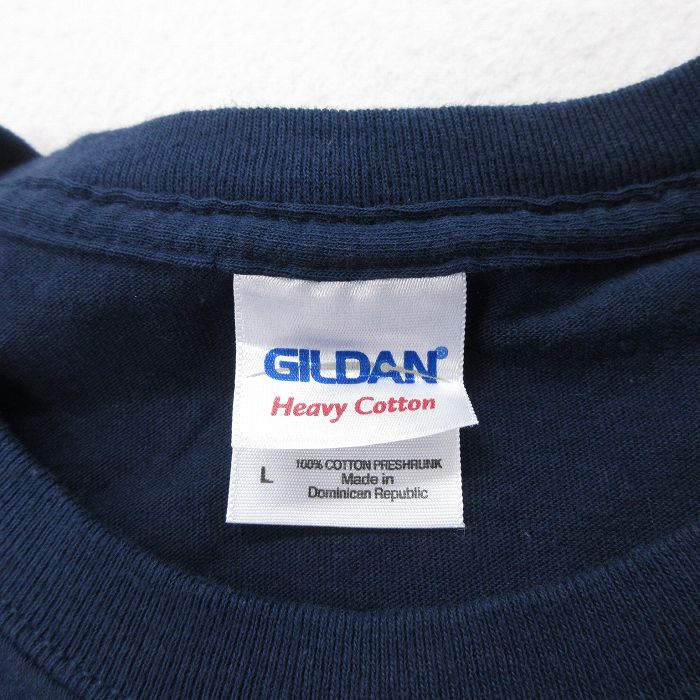 GILDAN®
Heavy Cotton
L
100% COTTON PRESHRUNK
Made in
Dominican Republic